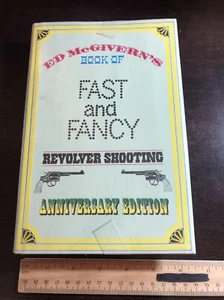 ED McGIVERN'S
BOOK OF
FAST
and
FANCY
REVOLVER SHOOTING
ANNIVERSARY EDITION